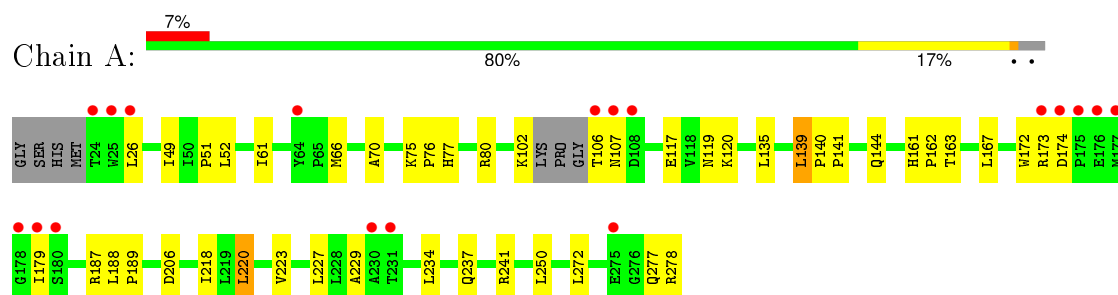 7%
Chain A:
80% 17% • •
GLY SER HIS MET T24 W25 L26 I49 I50 P51 L52 I61 Y64 P65 M66 A70 K75 P76 H77 R80 K102 LYS PRO GLY T106 N107 D108 E117 V118 N119 K120 L135 L139 P140 P141 Q144 H161 P162 T163 L167 W172 R173 D174 P175 E176 M177
G178 I179 S180 R187 L188 P189 D206 I218 L219 L220 V223 L227 L228 A229 A230 T231 L234 Q237 R241 L250 L272 E275 G276 Q277 R278